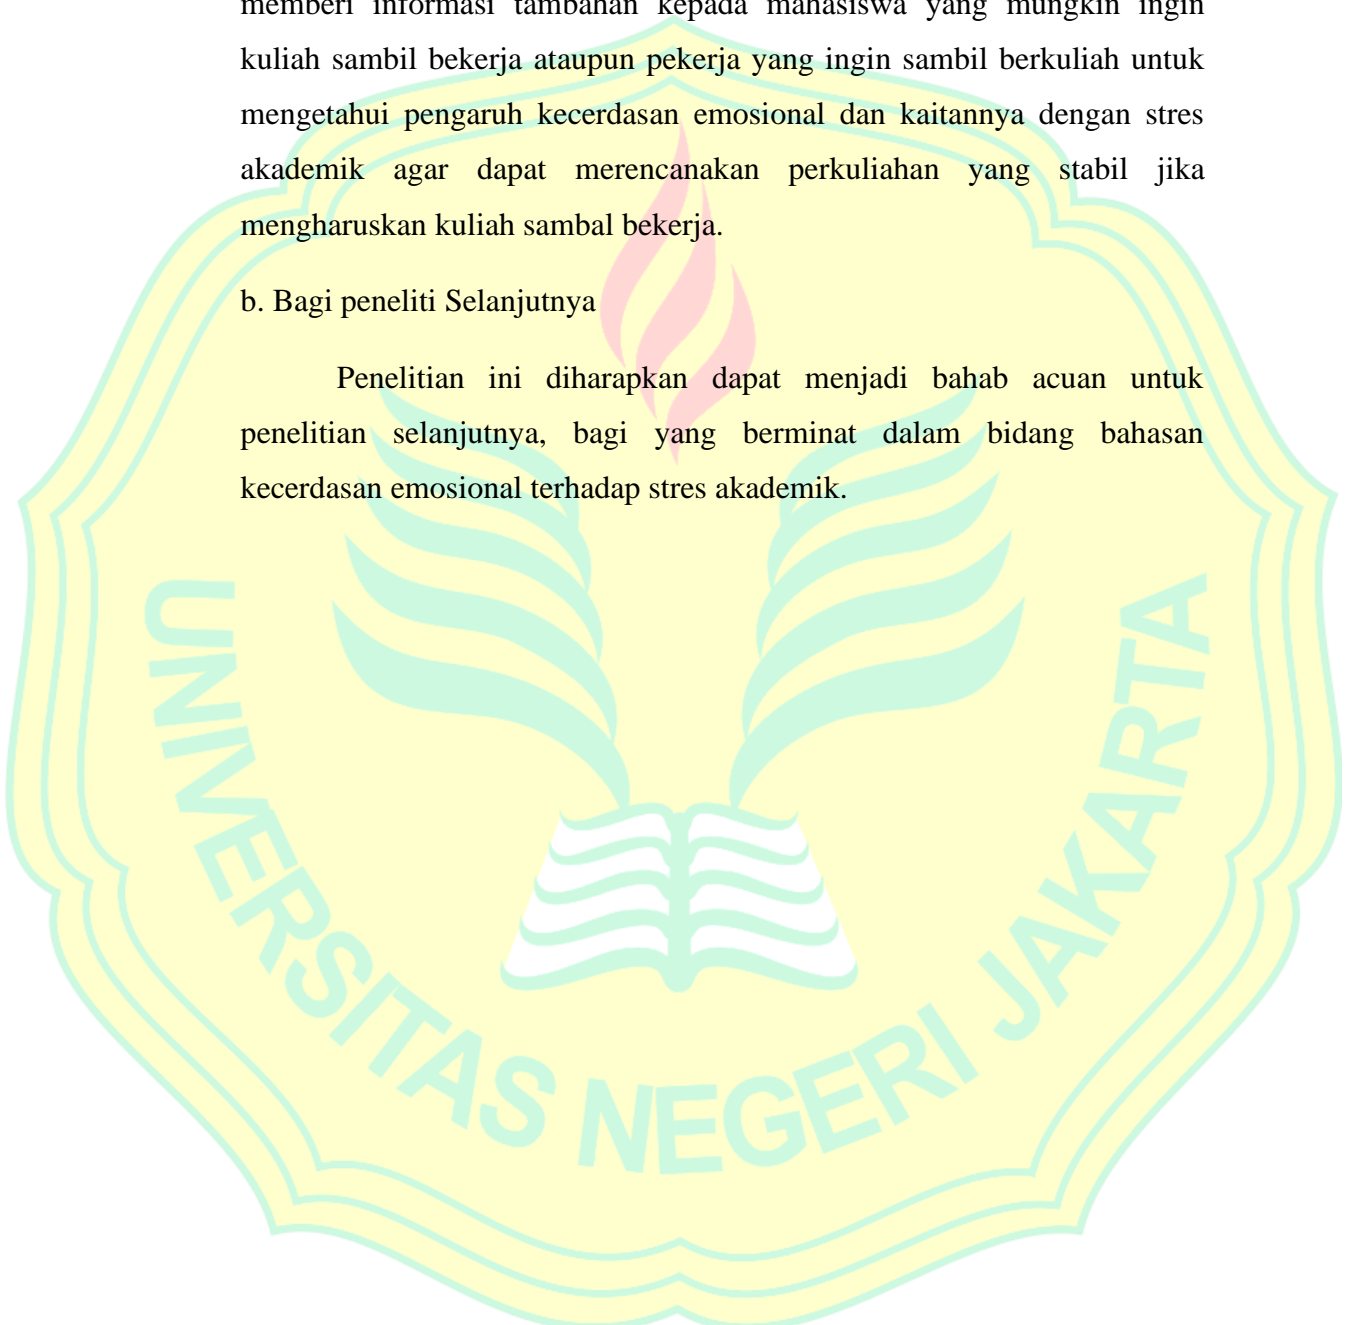 memberi informasi tambahan kepada mahasiswa yang mungkin ingin
kuliah sambil bekerja ataupun pekerja yang ingin sambil berkuliah untuk
mengetahui pengaruh kecerdasan emosional dan kaitannya dengan stres
akademik agar dapat merencanakan perkuliahan yang stabil jika
mengharuskan kuliah sambal bekerja.
b. Bagi peneliti Selanjutnya
Penelitian ini diharapkan dapat menjadi bahab acuan untuk
penelitian selanjutnya, bagi yang berminat dalam bidang bahasan
kecerdasan emosional terhadap stres akademik.
UNIVERSITAS NEGERI JAKARTA